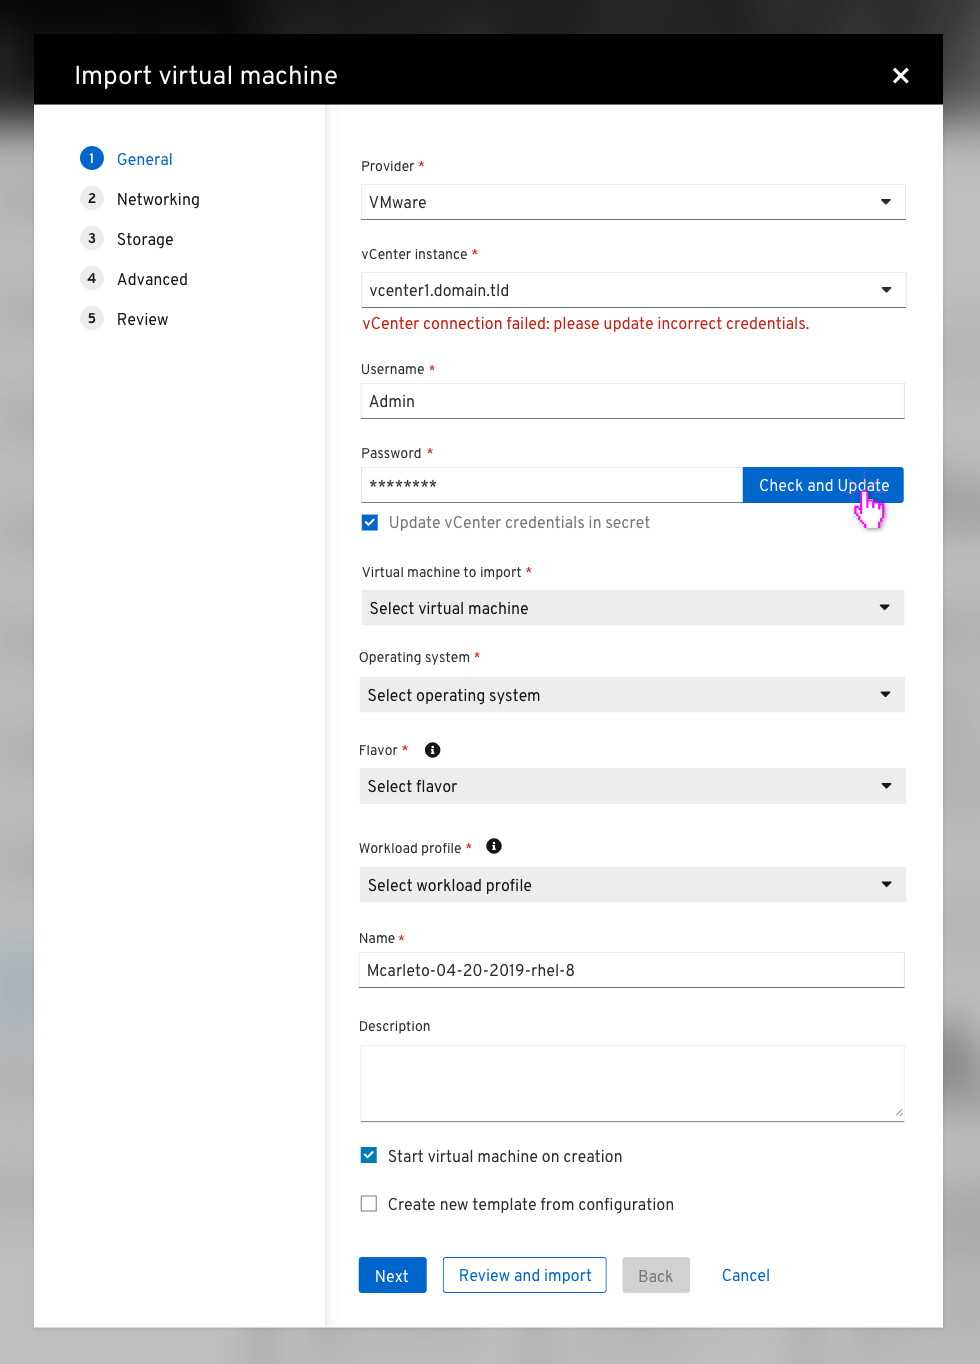 Import virtual machine
1 General
2 Networking
3 Storage
4 Advanced
5 Review
Provider *
VMware
vCenter instance *
vcenter1.domain.tld
vCenter connection failed: please update incorrect credentials.
Username *
Admin
Password *
********
Check and Update
Update vCenter credentials in secret
Virtual machine to import *
Select virtual machine
Operating system *
Select operating system
Flavor *
Select flavor
Workload profile *
Select workload profile
Name *
Mcarleto-04-20-2019-rhel-8
Description
Start virtual machine on creation
Create new template from configuration
Next Review and import Back Cancel